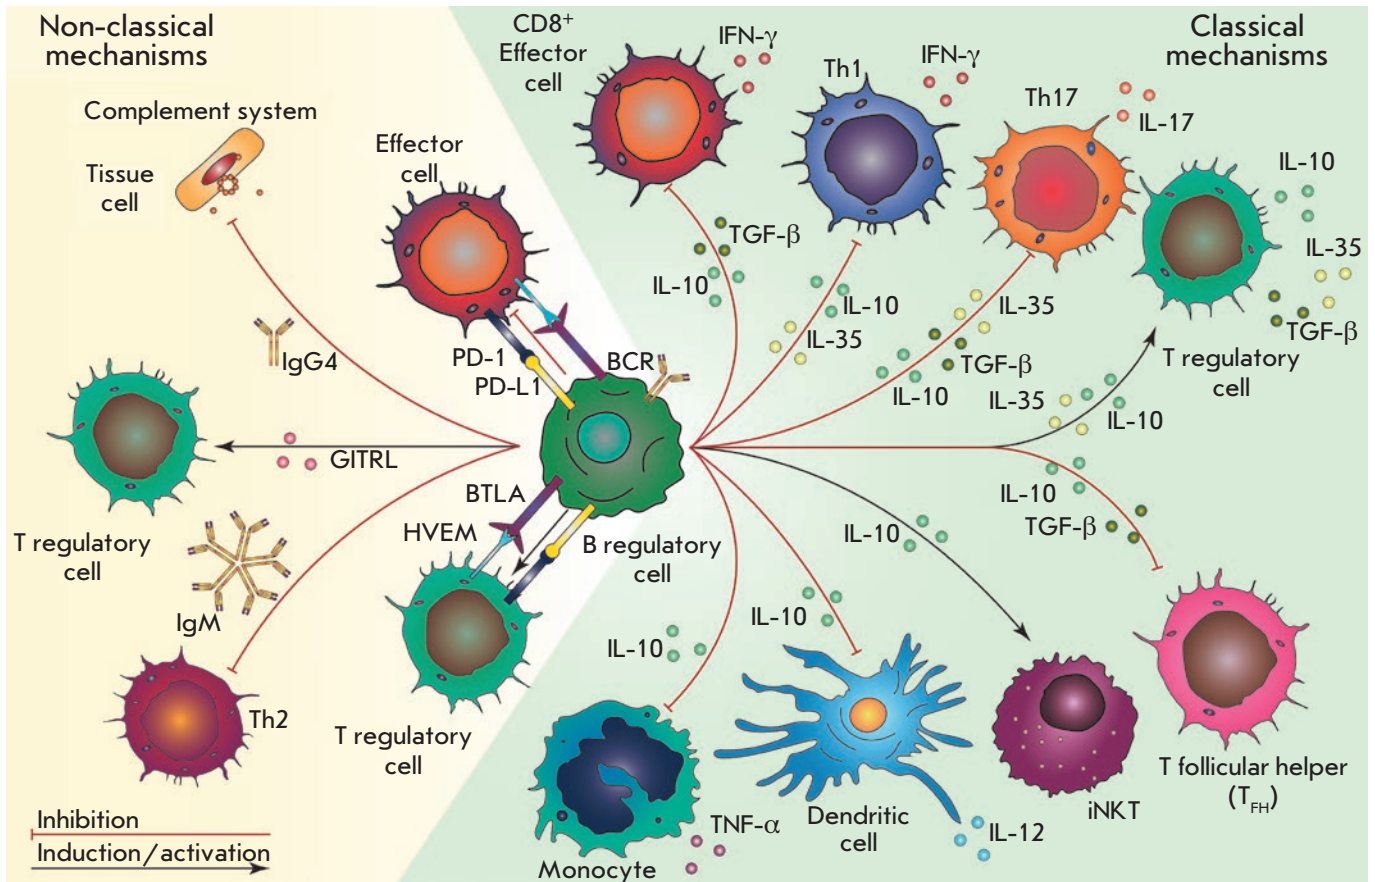 Non-classical
mechanisms
Complement system
Tissue
cell
IgG4
GITRL
T regulatory
cell
IgM
Th2
Inhibition
Induction/activation
Effector
cell
PD-1
PD-L1
BCR
BTLA
HVEM
B regulatory
cell
T regulatory
cell
Classical
mechanisms
CD8+
Effector
cell
IFN-γ
TGF-β
IL-10
Th1
IFN-γ
IL-10
IL-35
Th17
IL-17
IL-35
TGF-β
IL-10
IL-10
IL-35
TGF-β
T regulatory
cell
IL-35
IL-10
IL-10
TGF-β
T follicular helper
(TFH)
IL-10
iNKT
IL-10
Dendritic
cell
IL-12
IL-10
TNF-α
Monocyte